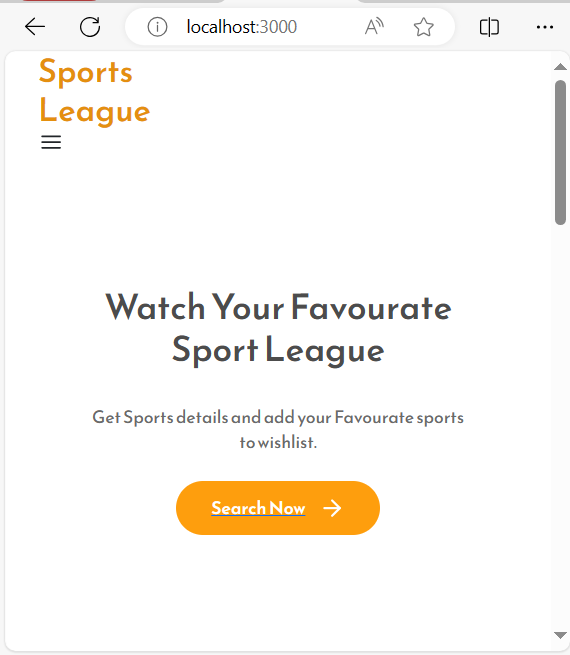 localhost:3000
A
Sports
League
Watch Your Favourate
Sport League
Get Sports details and add your Favourate sports
to wishlist.
Search Now